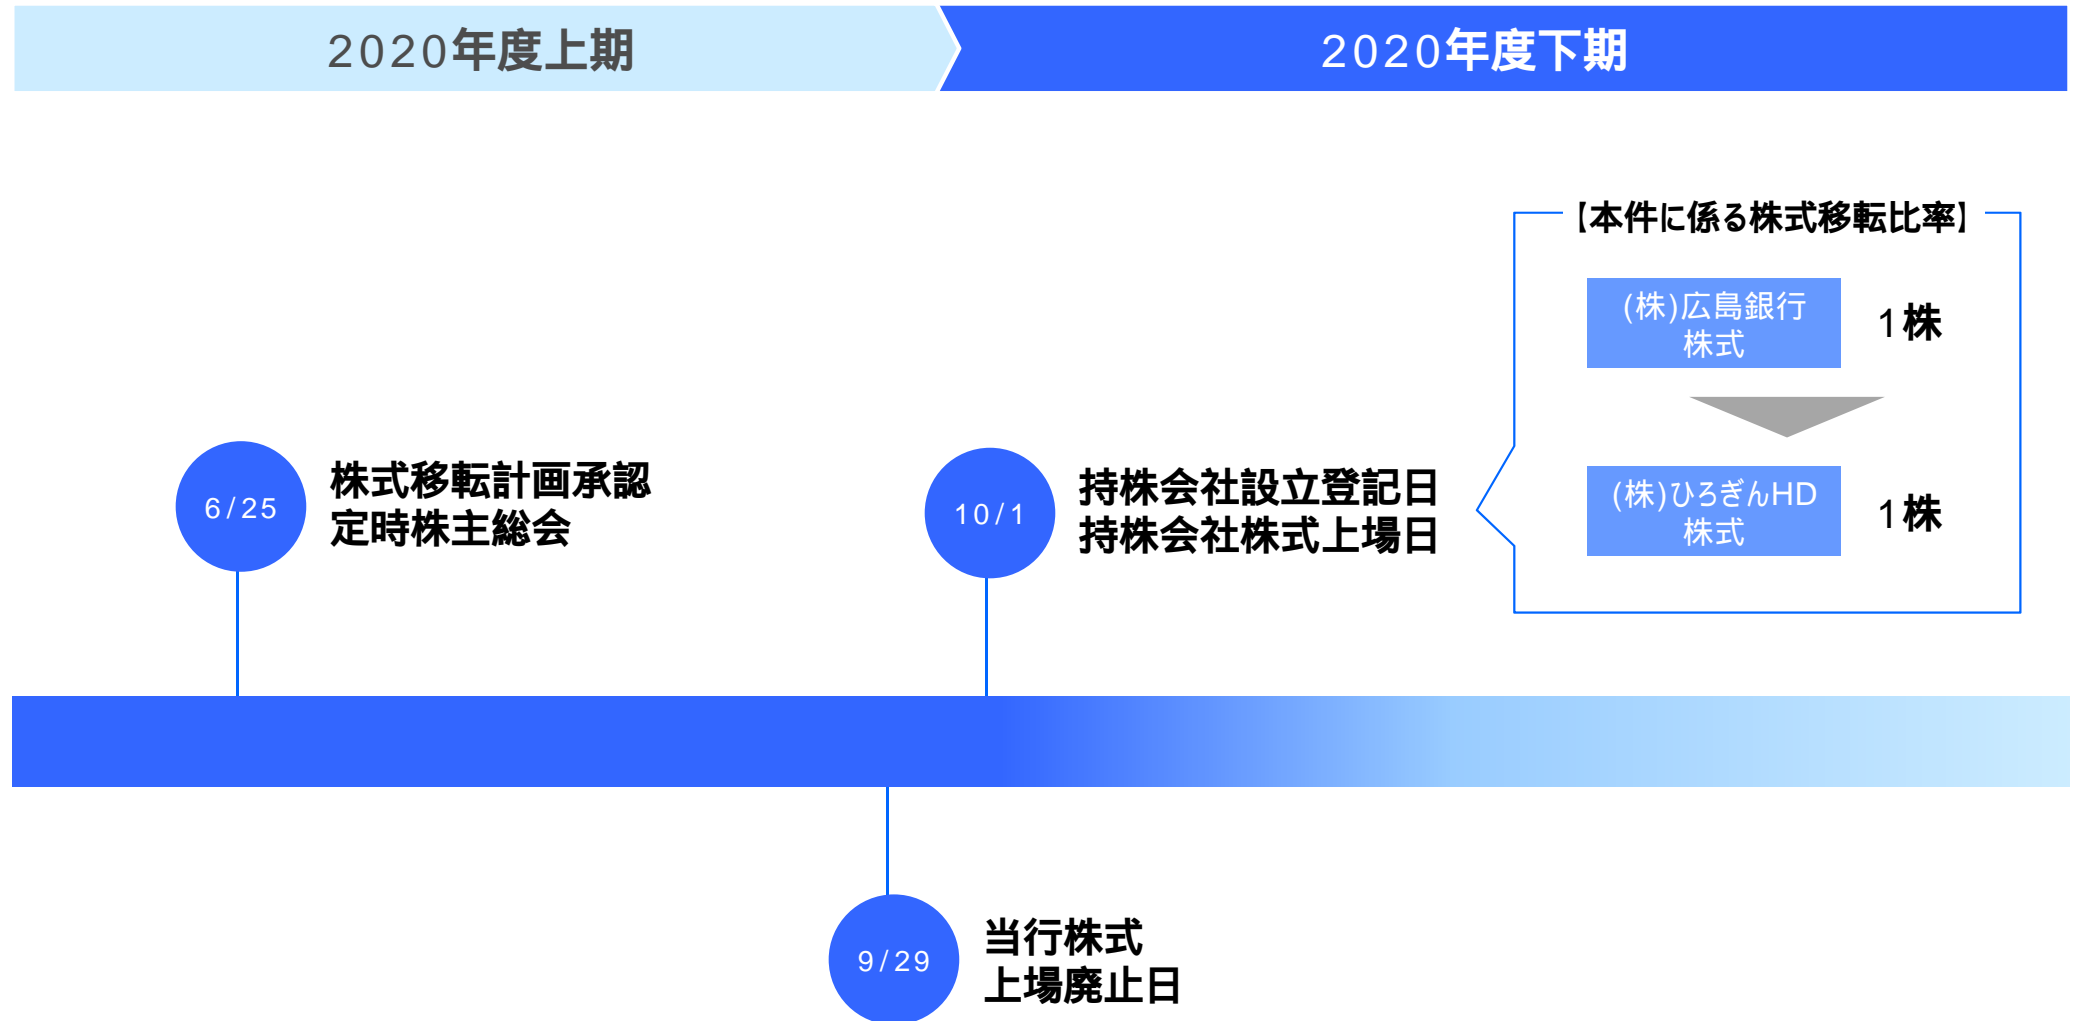 2020年度上期
2020年度下期
【本件に係る株式移転比率】
(株)広島銀行
株式
1株
(株)ひろぎんHD
株式
1株
6/25
株式移転計画承認
定時株主総会
10/1
持株会社設立登記日
持株会社株式上場日
9/29
当行株式
上場廃止日